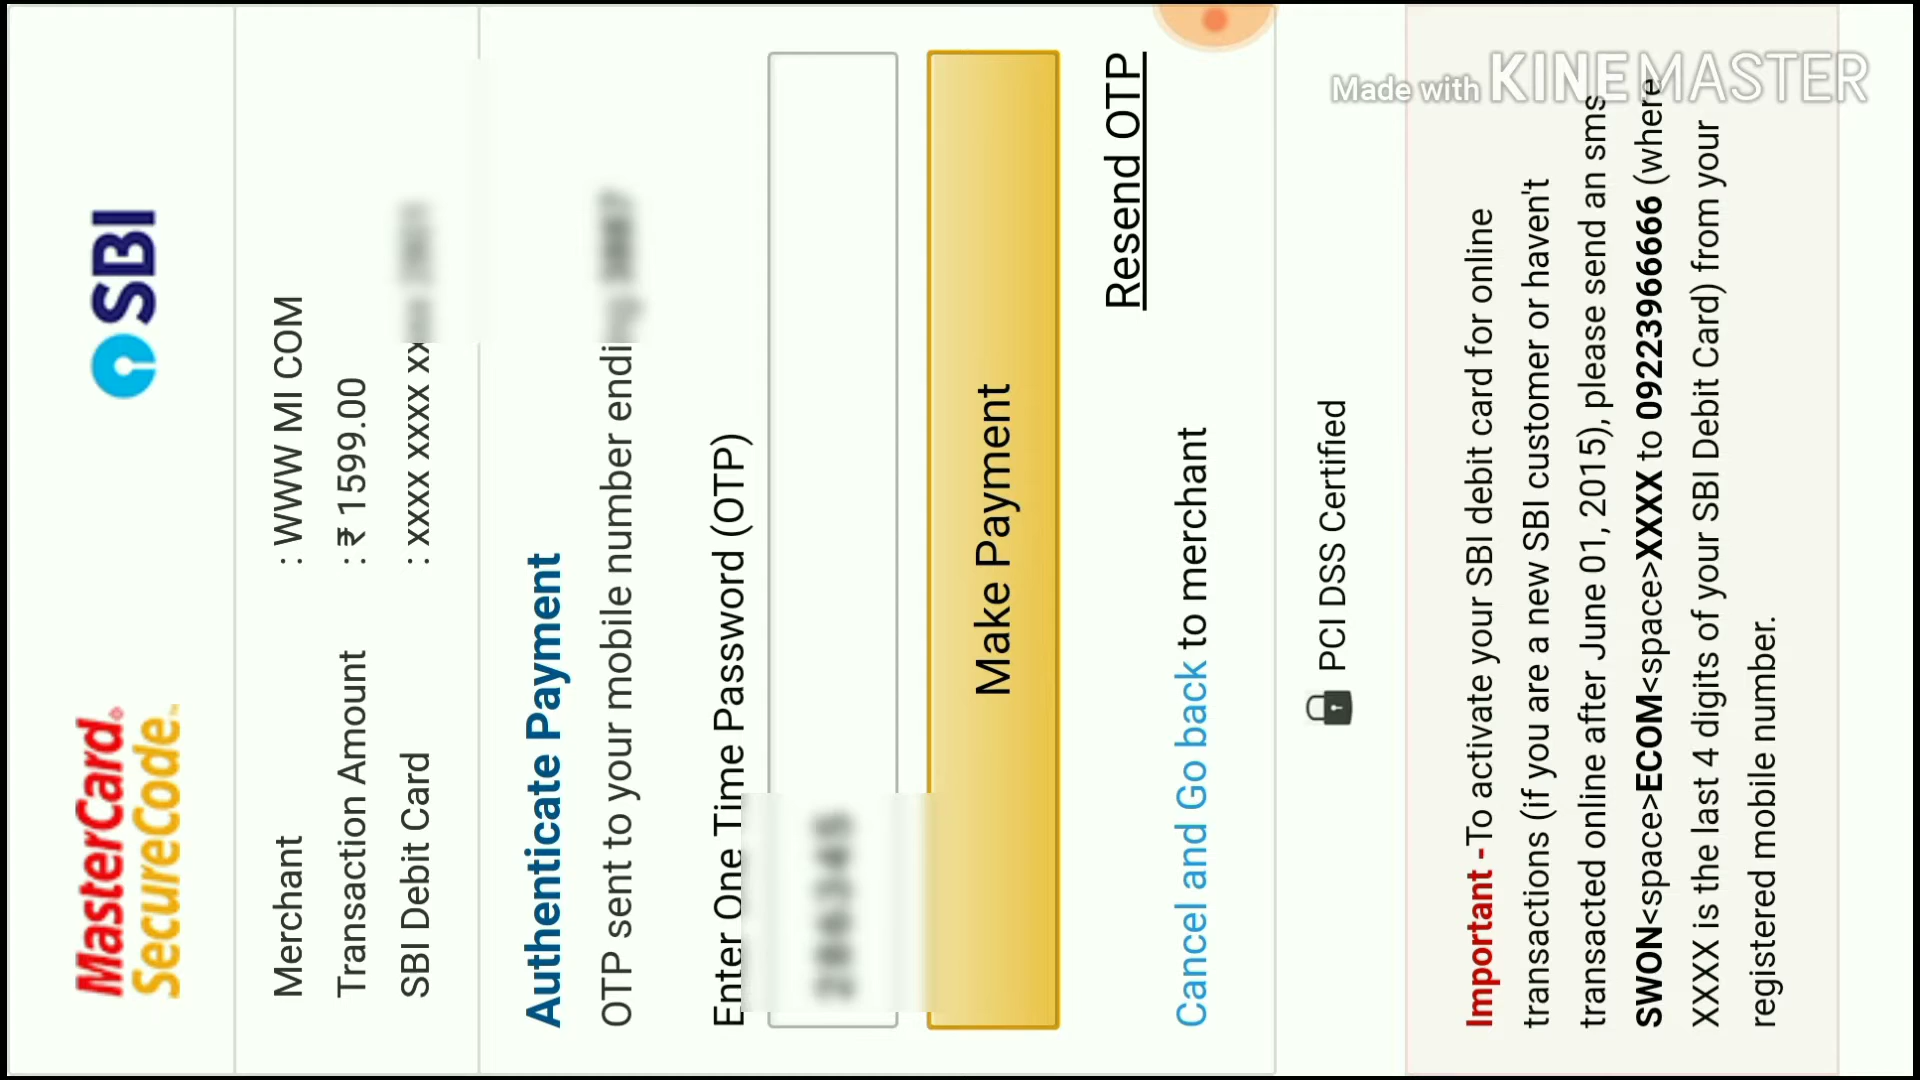 MasterCard.
SecureCode.
SBI
Merchant : WWW MI COM
Transaction Amount : ₹ 1599.00
SBI Debit Card : xxxx xxxx xx
Authenticate Payment
OTP sent to your mobile number ending
Enter One Time Password (OTP)
Make Payment
Resend OTP
Cancel and Go back to merchant
PCI DSS Certified
Important - To activate your SBI debit card for online
transactions (if you are a new SBI customer or haven't
transacted online after June 01, 2015), please send an sms
SWON<space>ECOM<space>XXXX to 09223966666 (where
XXXX is the last 4 digits of your SBI Debit Card) from your
registered mobile number.
Made with KINEMASTER